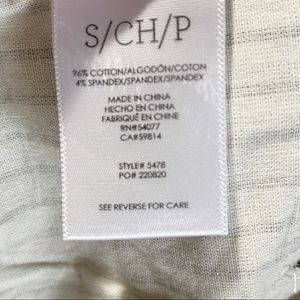 S/CH/P
96% COTTON/ALGODÓN/COTON
4% SPANDEX/SPANDEX/SPANDEX
MADE IN CHINA
HECHO EN CHINA
FABRIQUÉ EN CHINE
RN#54077
CA#59814
STYLE# 5478
PO# 220820
SEE REVERSE FOR CARE